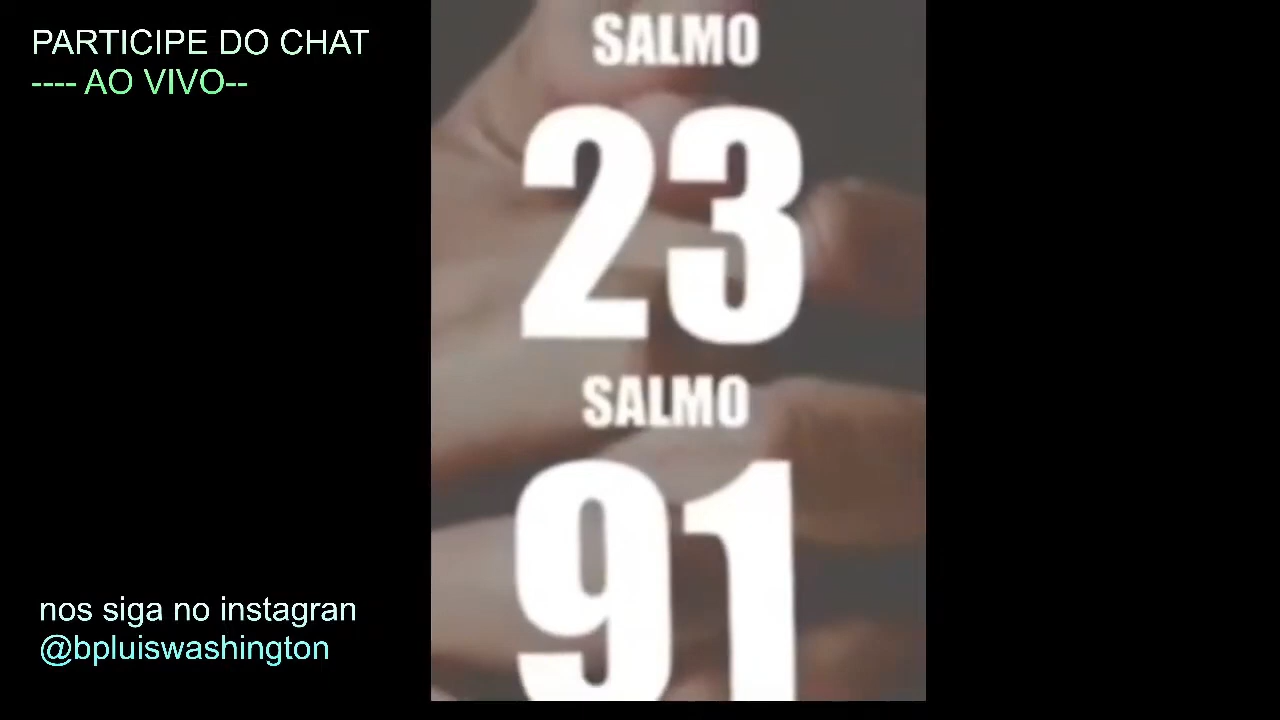 PARTICIPE DO CHAT
---- AO VIVO--
SALMO
23
SALMO
91
nos siga no instagran
@bpluiswashington